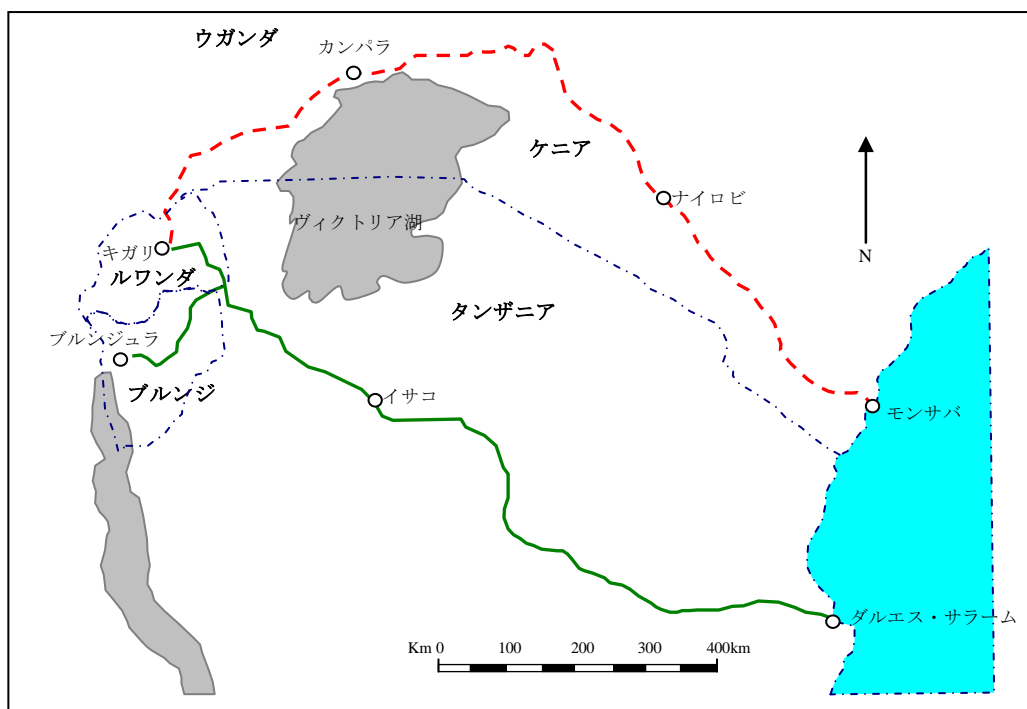 ウガンダ
カンパラ
ケニア
ナイロビ
N
ヴィクトリア湖
キガリ
ルワンダ
タンザニア
ブルンジュラ
ブルンジ
イサコ
モンサバ
ダルエス・サラーム
Km 0 100 200 300 400km